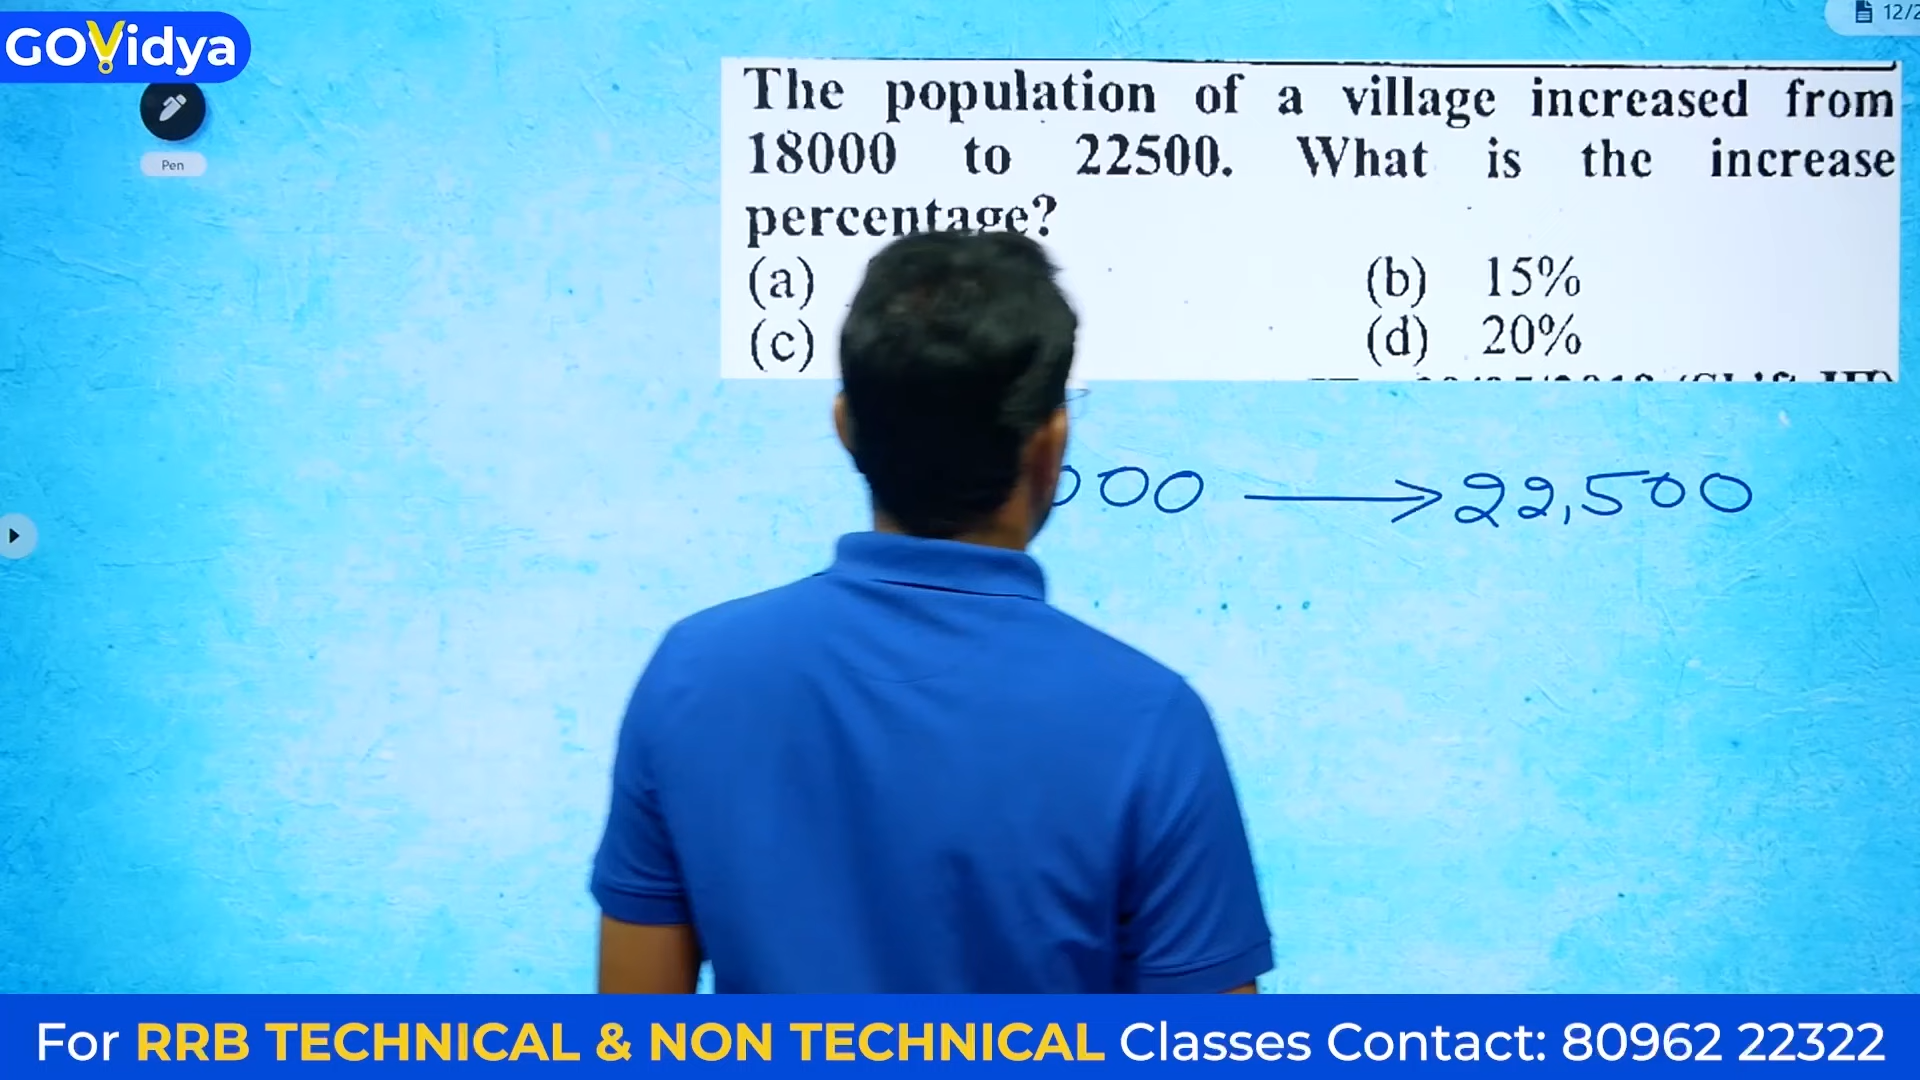 GOVidya
12/2
Pen
The population of a village increased from
18000 to 22500. What is the increase
percentage?
(a) (b) 15%
(c) (d) 20%
000 → 22,500
For RRB TECHNICAL & NON TECHNICAL Classes Contact: 80962 22322